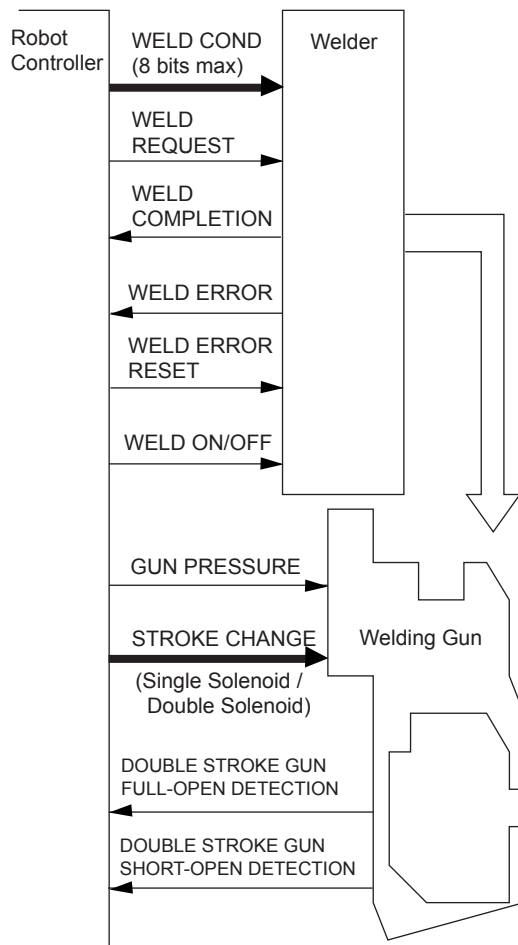 Robot
Controller
WELD COND
(8 bits max)
Welder
WELD
REQUEST
WELD
COMPLETION
WELD ERROR
WELD ERROR
RESET
WELD ON/OFF
GUN PRESSURE
STROKE CHANGE
(Single Solenoid /
Double Solenoid)
Welding Gun
DOUBLE STROKE GUN
FULL-OPEN DETECTION
DOUBLE STROKE GUN
SHORT-OPEN DETECTION